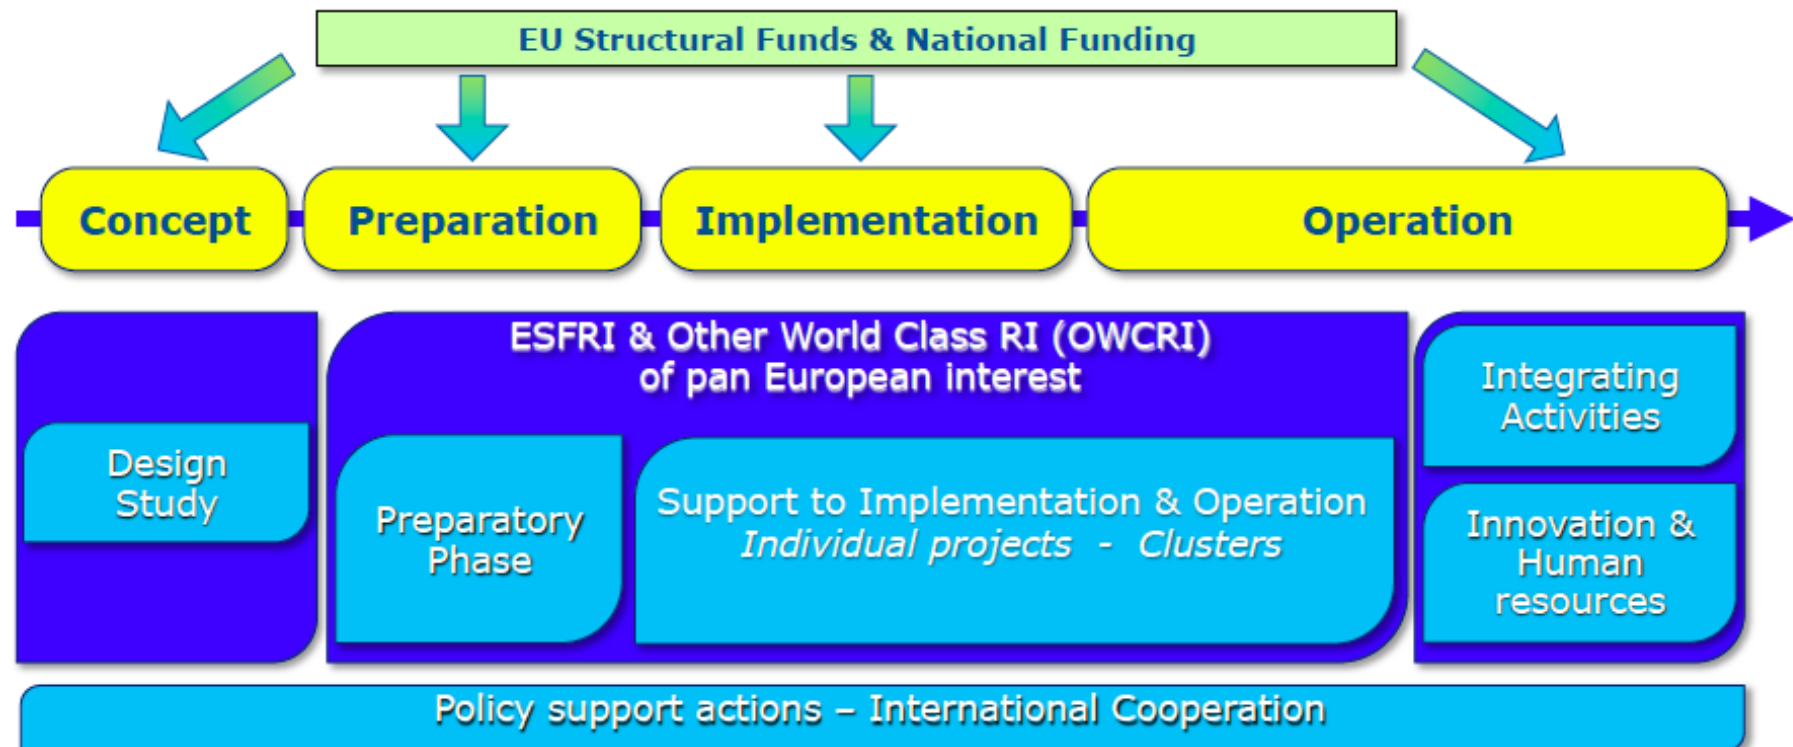 EU Structural Funds & National Funding
Concept
Preparation
Implementation
Operation
ESFRI & Other World Class RI (OWCRI)
of pan European interest
Design
Study
Preparatory
Phase
Support to Implementation & Operation
Individual projects - Clusters
Integrating
Activities
Innovation &
Human
resources
Policy support actions – International Cooperation